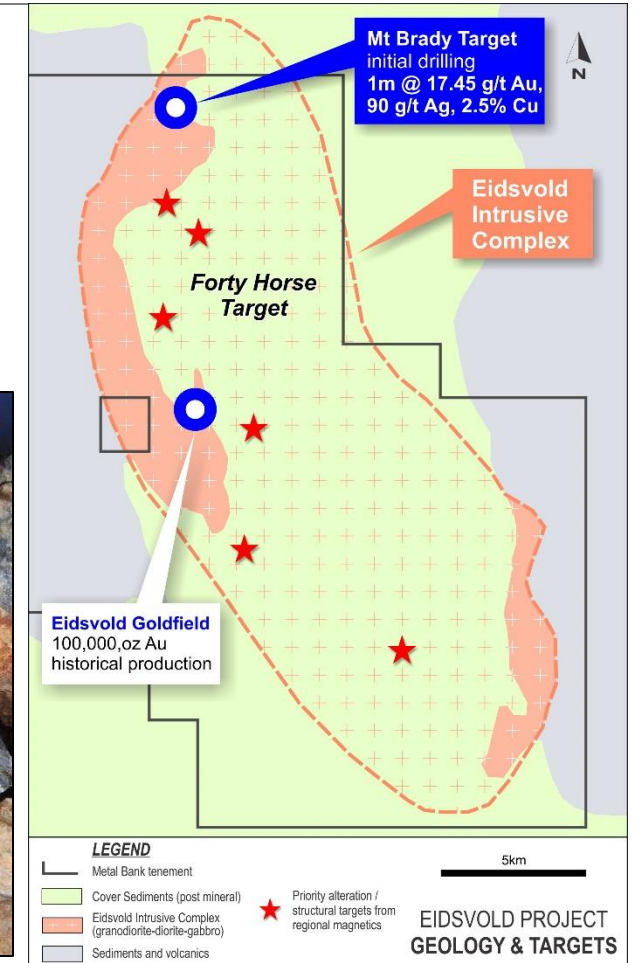 Mt Brady Target
initial drilling
1m @ 17.45 g/t Au,
90 g/t Ag, 2.5% Cu
N
Eidsvold
Intrusive
Complex
Forty Horse
Target
Eidsvold Goldfield
100,000,oz Au
historical production
LEGEND
Metal Bank tenement
Cover Sediments (post mineral)
Eidsvold Intrusive Complex
(granodiorite-diorite-gabbro)
Sediments and volcanics
Priority alteration /
structural targets from
regional magnetics
5km
EIDSVOLD PROJECT
GEOLOGY & TARGETS